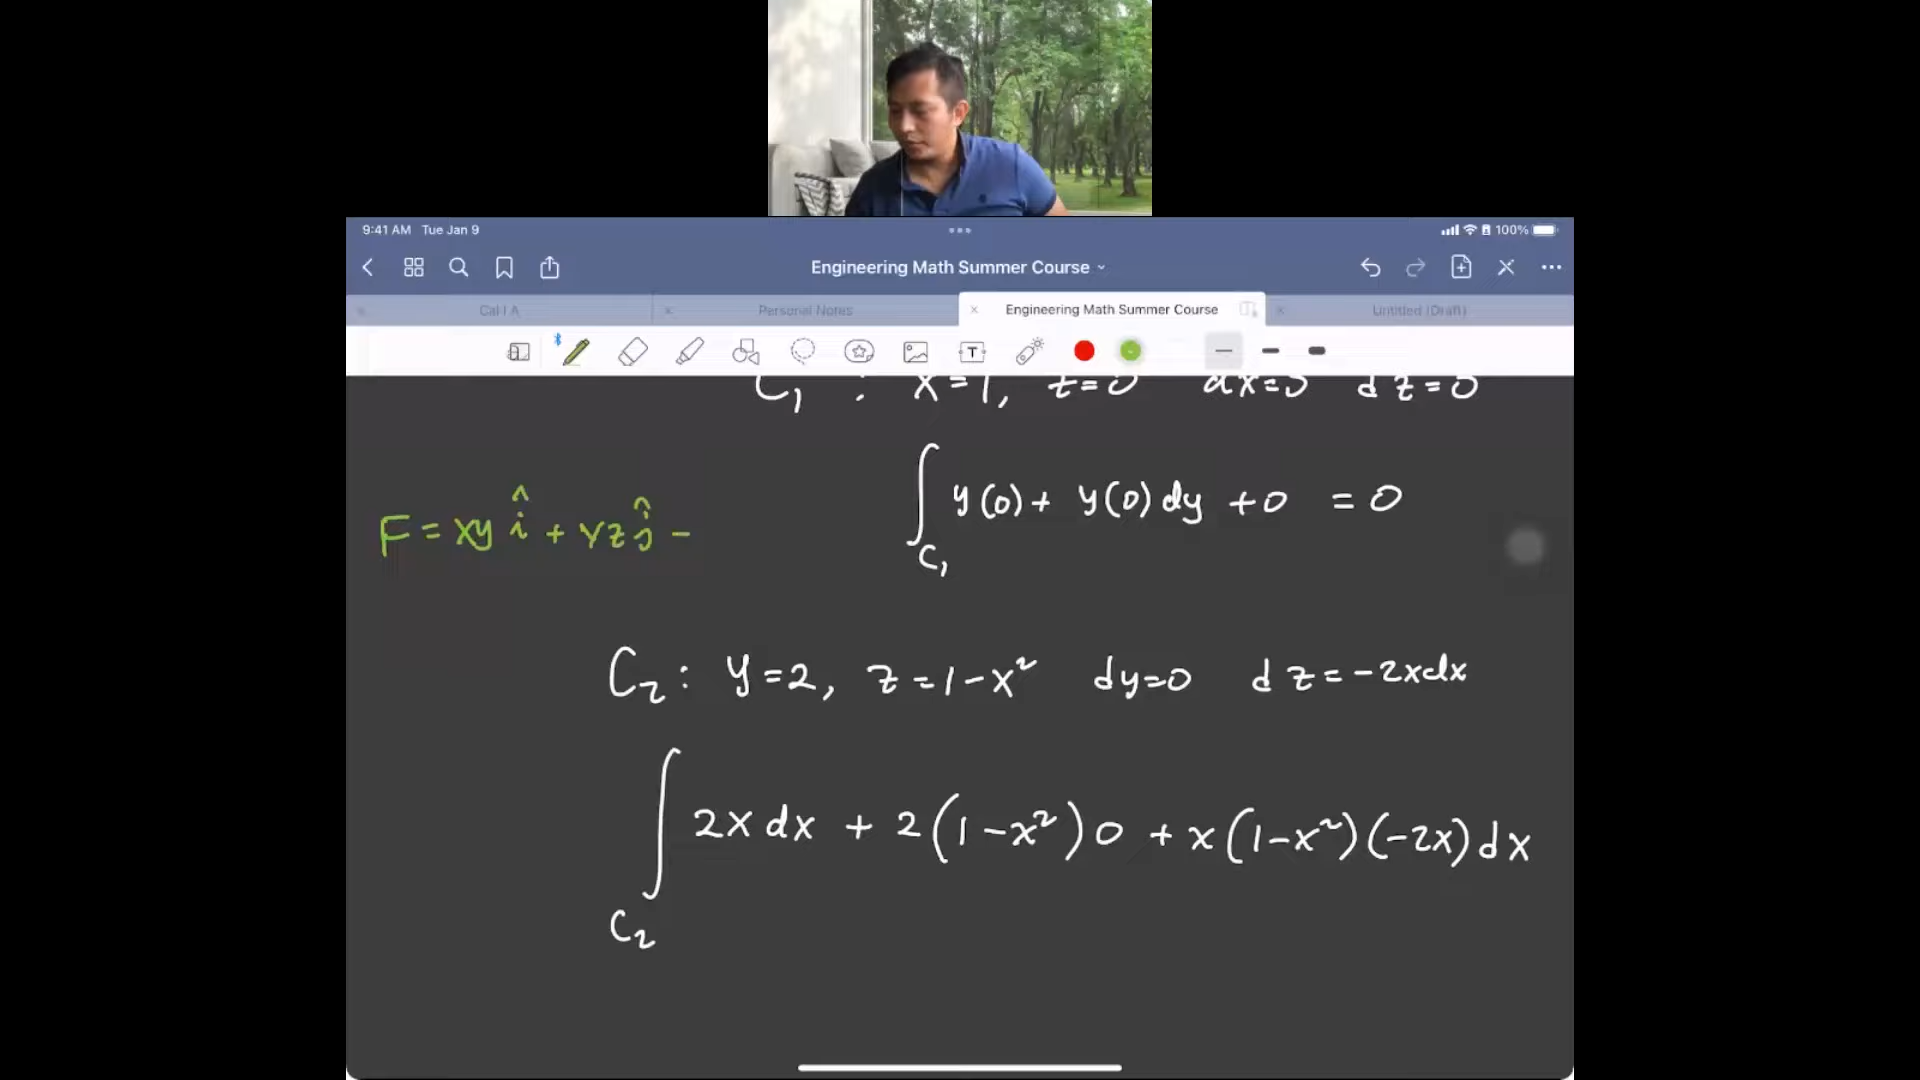 9:41 AM Tue Jan 9
100%
Engineering Math Summer Course
Cal I A
Personal Notes
Engineering Math Summer Course
Untitled (Draft)
T
C₁ : x=1, z=0 dx=0 dz=0
∫ y(0)+ y(0)dy +0 = 0
C₁
F = xy î + yz ĵ -
C₂: y=2, z=1-x² dy=0 dz=-2xdx
∫ 2x dx + 2(1-x²)0 + x(1-x²)(-2x)dx
C₂